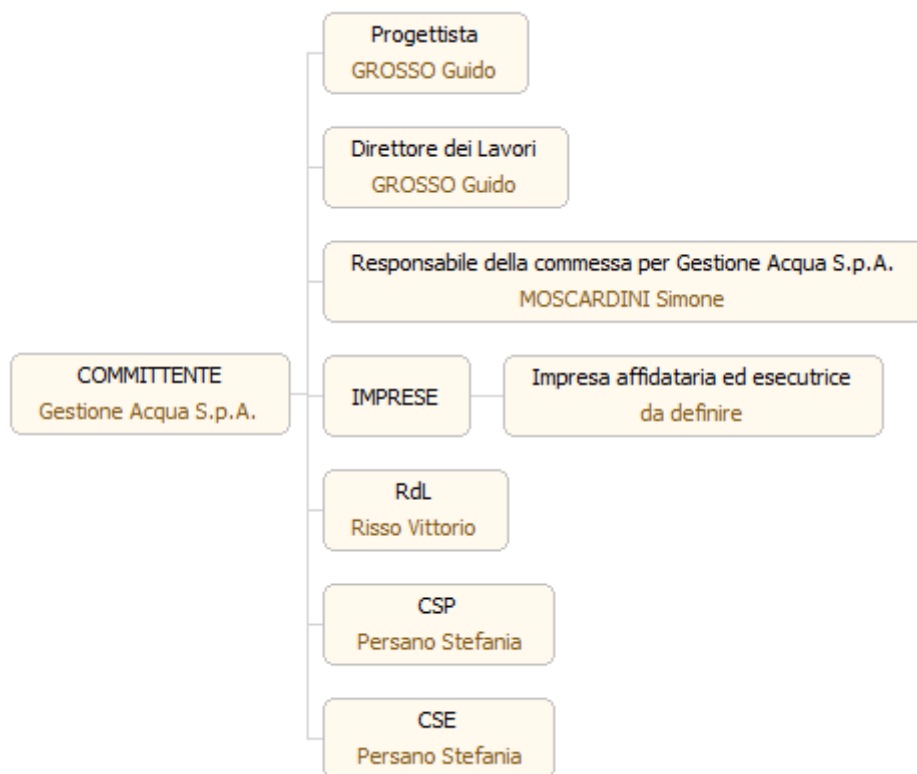 Progettista
GROSSO Guido
Direttore dei Lavori
GROSSO Guido
Responsabile della commessa per Gestione Acqua S.p.A.
MOSCARDINI Simone
COMMITTENTE
Gestione Acqua S.p.A.
IMPRESE
Impresa affidataria ed esecutrice
da definire
RdL
Risso Vittorio
CSP
Persano Stefania
CSE
Persano Stefania